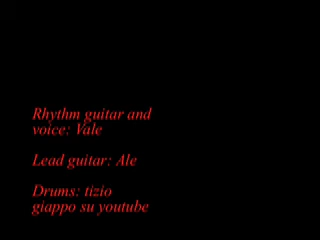 Rhythm guitar and
voice: Vale
Lead guitar: Ale
Drums: tizio
giappo su youtube